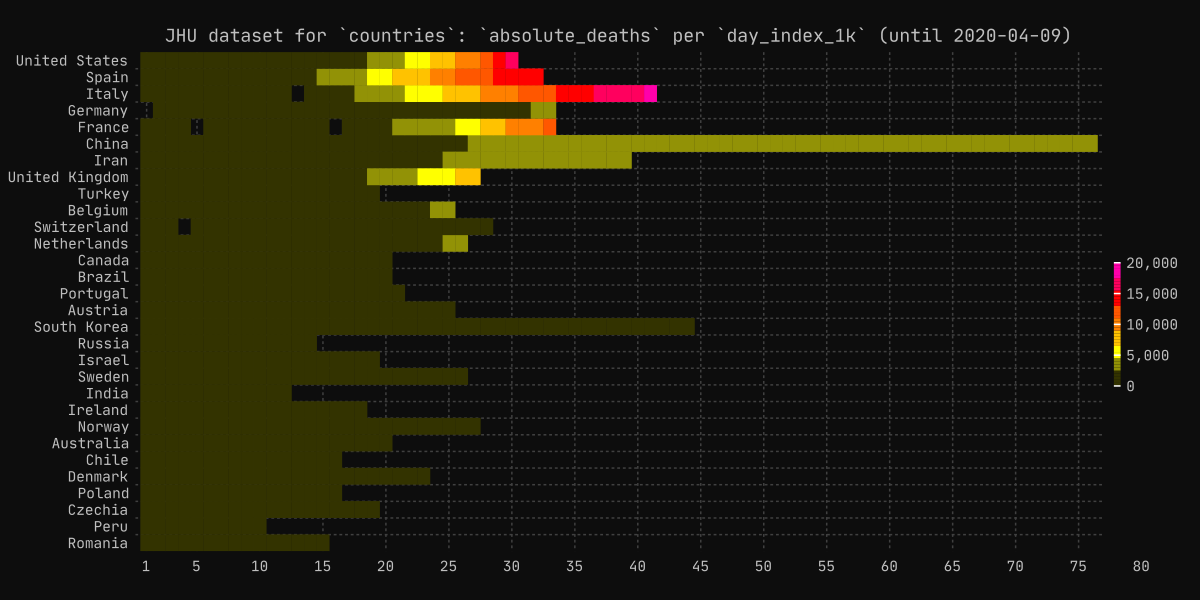 JHU dataset for `countries`: `absolute_deaths` per `day_index_1k` (until 2020-04-09)
United States
Spain
Italy
Germany
France
China
Iran
United Kingdom
Turkey
Belgium
Switzerland
Netherlands
Canada
Brazil
Portugal
Austria
South Korea
Russia
Israel
Sweden
India
Ireland
Norway
Australia
Chile
Denmark
Poland
Czechia
Peru
Romania
20,000
15,000
10,000
5,000
0
1 5 10 15 20 25 30 35 40 45 50 55 60 65 70 75 80